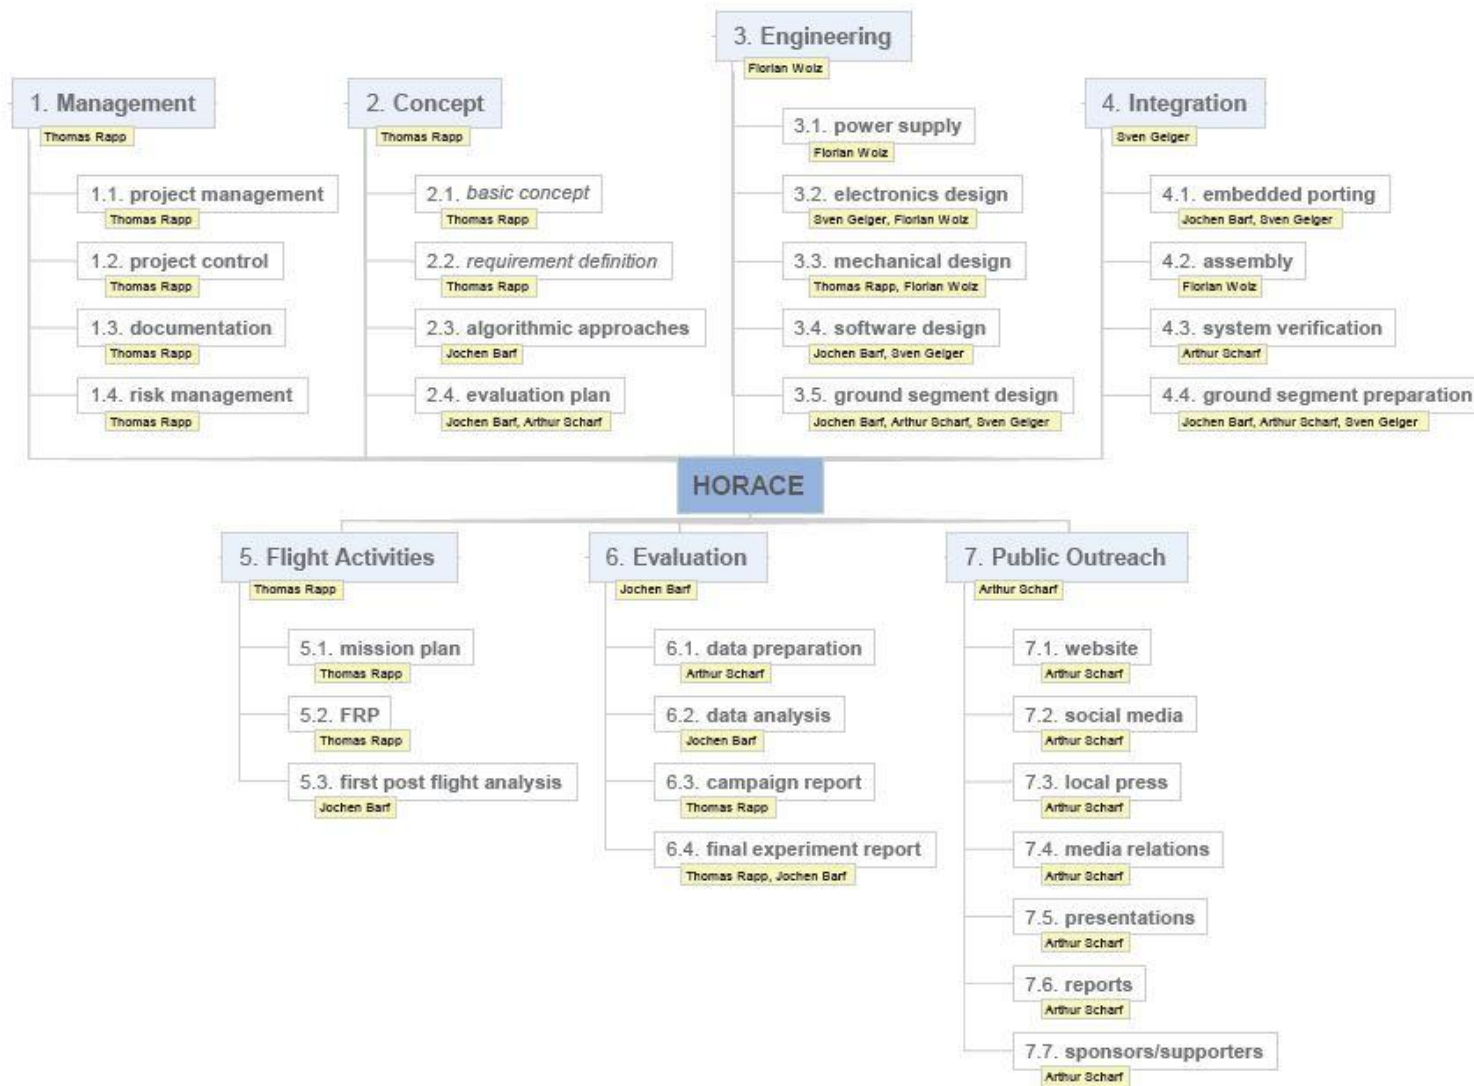 3. Engineering
Florian Wolz
1. Management
Thomas Rapp
2. Concept
Thomas Rapp
4. Integration
Sven Geiger
1.1. project management
Thomas Rapp
1.2. project control
Thomas Rapp
1.3. documentation
Thomas Rapp
1.4. risk management
Thomas Rapp
2.1. basic concept
Thomas Rapp
2.2. requirement definition
Thomas Rapp
2.3. algorithmic approaches
Jochen Barf
2.4. evaluation plan
Jochen Barf, Arthur Scharf
3.1. power supply
Florian Wolz
3.2. electronics design
Sven Geiger, Florian Wolz
3.3. mechanical design
Thomas Rapp, Florian Wolz
3.4. software design
Jochen Barf, Sven Geiger
3.5. ground segment design
Jochen Barf, Arthur Scharf, Sven Geiger
4.1. embedded porting
Jochen Barf, Sven Geiger
4.2. assembly
Florian Wolz
4.3. system verification
Arthur Scharf
4.4. ground segment preparation
Jochen Barf, Arthur Scharf, Sven Geiger
HORACE
5. Flight Activities
Thomas Rapp
5.1. mission plan
Thomas Rapp
5.2. FRP
Thomas Rapp
5.3. first post flight analysis
Jochen Barf
6. Evaluation
Jochen Barf
6.1. data preparation
Arthur Scharf
6.2. data analysis
Jochen Barf
6.3. campaign report
Thomas Rapp
6.4. final experiment report
Thomas Rapp, Jochen Barf
7. Public Outreach
Arthur Scharf
7.1. website
Arthur Scharf
7.2. social media
Arthur Scharf
7.3. local press
Arthur Scharf
7.4. media relations
Arthur Scharf
7.5. presentations
Arthur Scharf
7.6. reports
Arthur Scharf
7.7. sponsors/supporters
Arthur Scharf